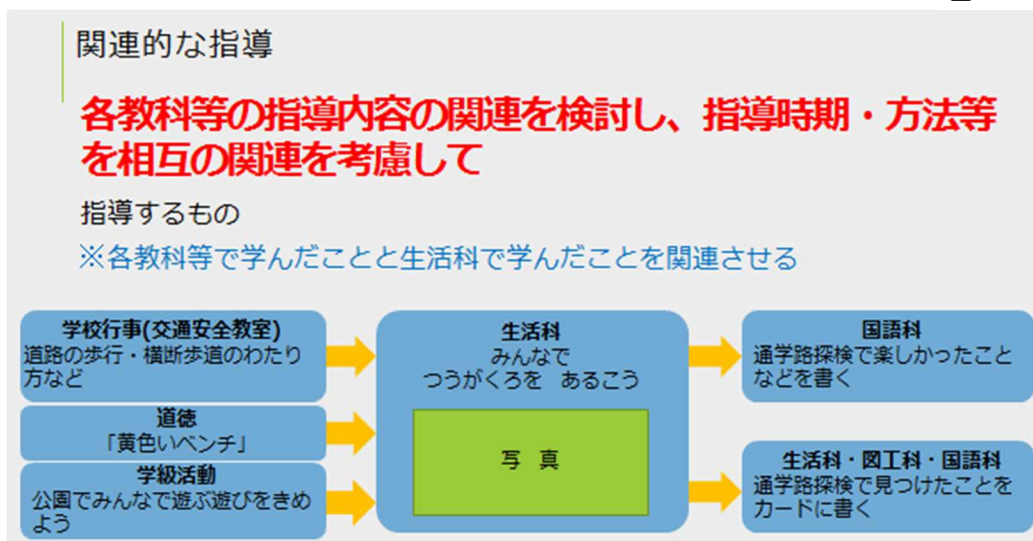 関連的な指導
各教科等の指導内容の関連を検討し、指導時期・方法等
を相互の関連を考慮して
指導するもの
※各教科等で学んだことと生活科で学んだことを関連させる
学校行事(交通安全教室)
道路の歩行・横断歩道のわたり
方など
道徳
「黄色いベンチ」
学級活動
公園でみんなで遊ぶ遊びをきめ
よう
生活科
みんなで
つうがくろを あるこう
写 真
国語科
通学路探検で楽しかったこと
などを書く
生活科・図工科・国語科
通学路探検で見つけたことを
カードに書く